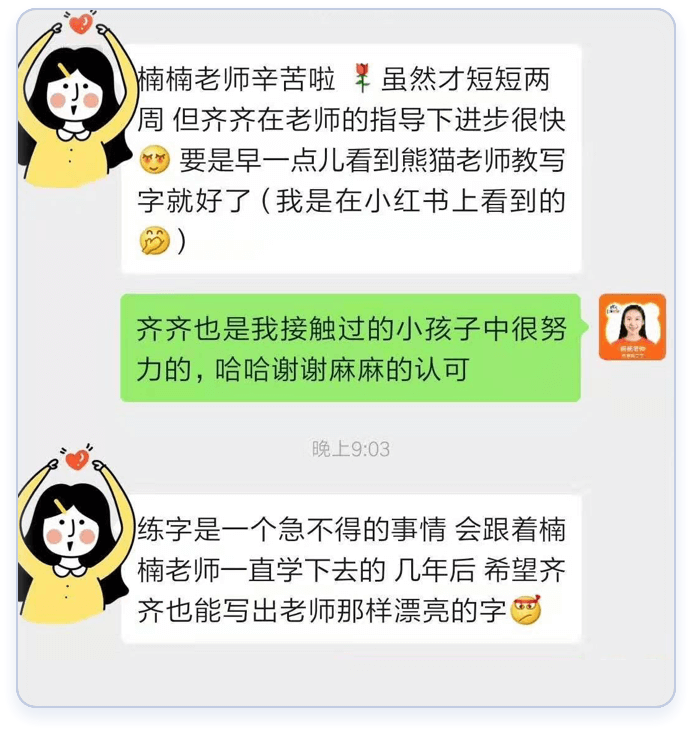 楠楠老师辛苦啦🌹虽然才短短两
周 但齐齐在老师的指导下进步很快
😍 要是早一点儿看到熊猫老师教写
字就好了（我是在小红书上看到的
🤭）
齐齐也是我接触过的小孩子中很努
力的，哈哈谢谢麻麻的认可
晚上9:03
练字是一个急不得的事情 会跟着楠
楠老师一直学下去的 几年后 希望齐
齐也能写出老师那样漂亮的字